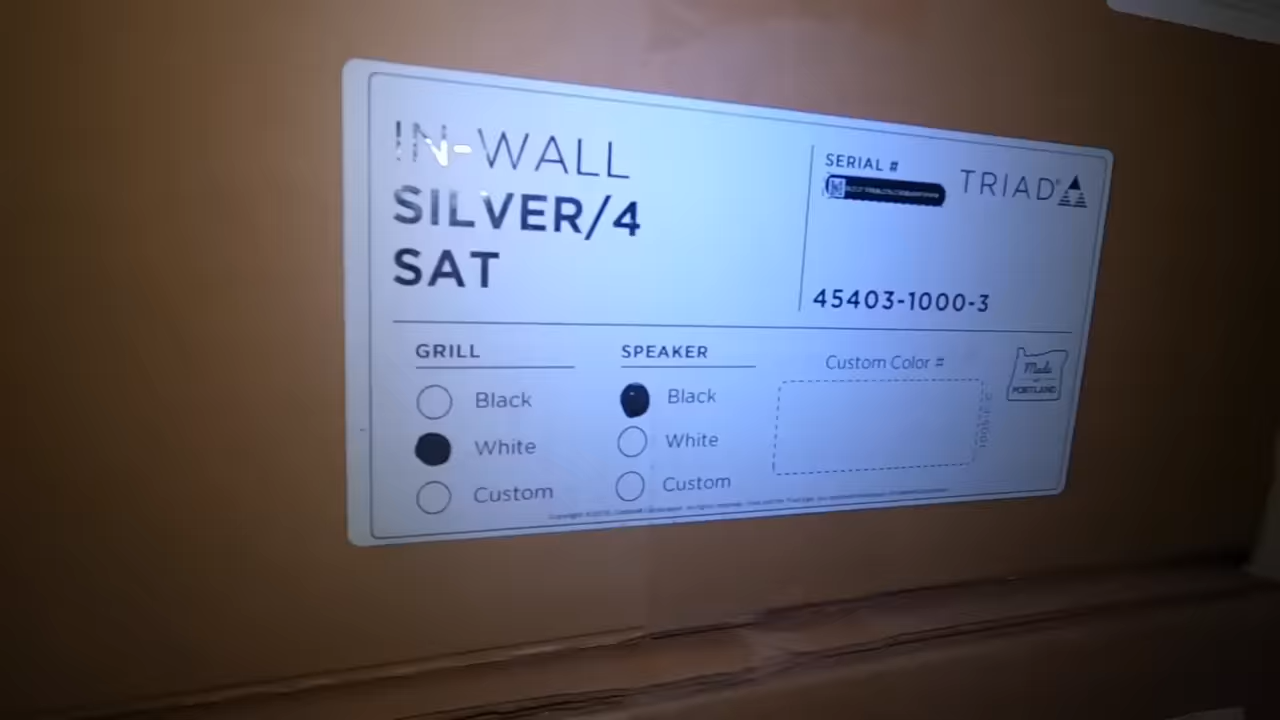 IN-WALL
SILVER/4
SAT
SERIAL #
TRIAD
45403-1000-3
GRILL
Black
White
Custom
SPEAKER
Black
White
Custom
Custom Color #
Made
PORTLAND